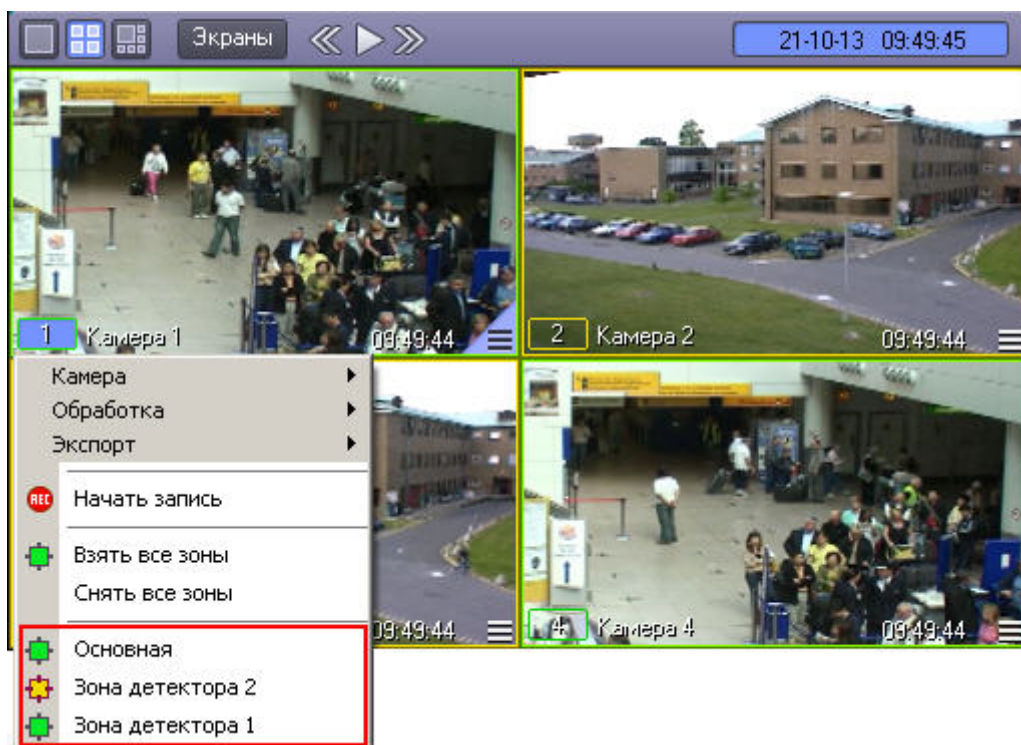 Экраны
21-10-13 09:49:45
1 Камера 1 09:49:44
2 Камера 2 09:49:44
Камера
Обработка
Экспорт
REC Начать запись
Взять все зоны
Снять все зоны
09:49:44
4 Камера 4 09:49:44
Основная
Зона детектора 2
Зона детектора 1